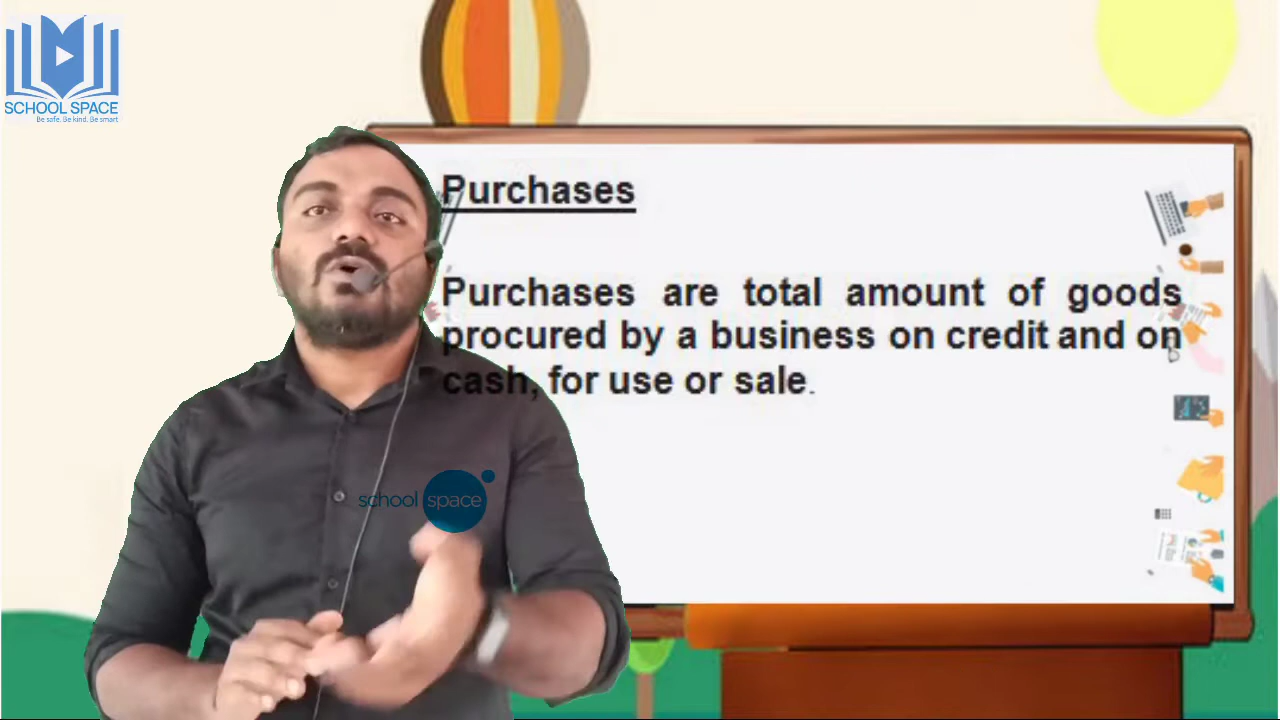 SCHOOL SPACE
Be safe. Be kind. Be smart
Purchases
Purchases are total amount of goods
procured by a business on credit and on
cash, for use or sale.
school space